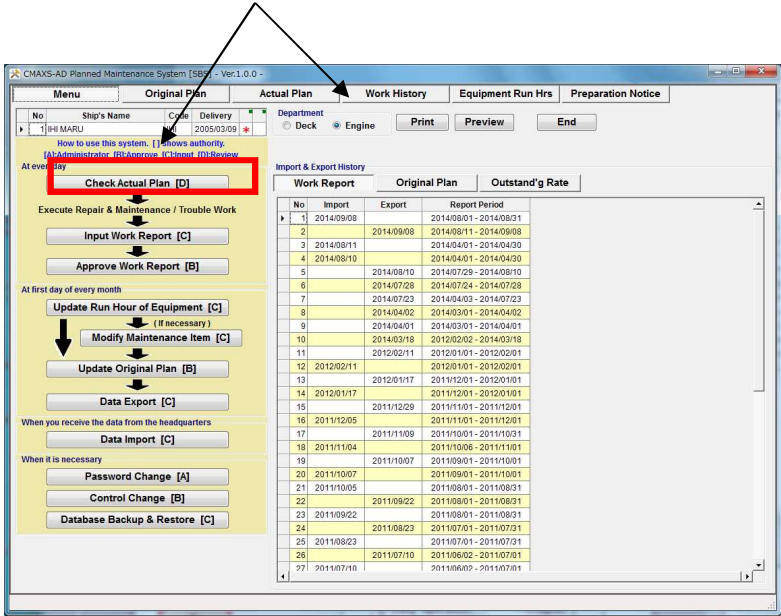 CMAXS-AD Planned Maintenance System [SBS] - Ver.1.0.0 -
Menu Original Plan Actual Plan Work History Equipment Run Hrs Preparation Notice
No Ship's Name Code Delivery
1 IHI MARU IHI 2005/03/09 *
Department
Deck Engine Print Preview End
How to use this system. [ ] shows authority.
[A]:Administrator [B]:Approve [C]:Input [D]:Review
At every day
Check Actual Plan [D]
Execute Repair & Maintenance / Trouble Work
Input Work Report [C]
Approve Work Report [B]
At first day of every month
Update Run Hour of Equipment [C]
( If necessary )
Modify Maintenance Item [C]
Update Original Plan [B]
Data Export [C]
When you receive the data from the headquarters
Data Import [C]
When it is necessary
Password Change [A]
Control Change [B]
Database Backup & Restore [C]
Import & Export History
Work Report Original Plan Outstand'g Rate
No Import Export Report Period
1 2014/09/08 2014/08/01 - 2014/08/31
2 2014/09/08 2014/08/11 - 2014/09/08
3 2014/08/11 2014/04/01 - 2014/04/30
4 2014/08/10 2014/04/01 - 2014/04/30
5 2014/08/10 2014/07/29 - 2014/08/10
6 2014/07/28 2014/07/24 - 2014/07/28
7 2014/07/23 2014/04/03 - 2014/07/23
8 2014/04/02 2014/03/01 - 2014/04/02
9 2014/04/01 2014/03/01 - 2014/04/01
10 2014/03/18 2012/02/02 - 2014/03/18
11 2012/02/11 2012/01/01 - 2012/02/01
12 2012/02/11 2012/01/01 - 2012/02/01
13 2012/01/17 2011/12/01 - 2012/01/01
14 2012/01/17 2011/12/01 - 2012/01/01
15 2011/12/29 2011/11/01 - 2011/12/01
16 2011/12/05 2011/11/01 - 2011/12/01
17 2011/11/09 2011/10/01 - 2011/10/31
18 2011/11/04 2011/10/06 - 2011/11/01
19 2011/10/07 2011/09/01 - 2011/10/01
20 2011/10/07 2011/09/01 - 2011/10/01
21 2011/10/05 2011/08/01 - 2011/08/31
22 2011/09/22 2011/08/01 - 2011/08/31
23 2011/09/22 2011/08/01 - 2011/08/31
24 2011/08/23 2011/07/01 - 2011/07/31
25 2011/08/23 2011/07/01 - 2011/07/31
26 2011/07/10 2011/06/02 - 2011/07/01
27 2011/07/10 2011/06/02 - 2011/07/01